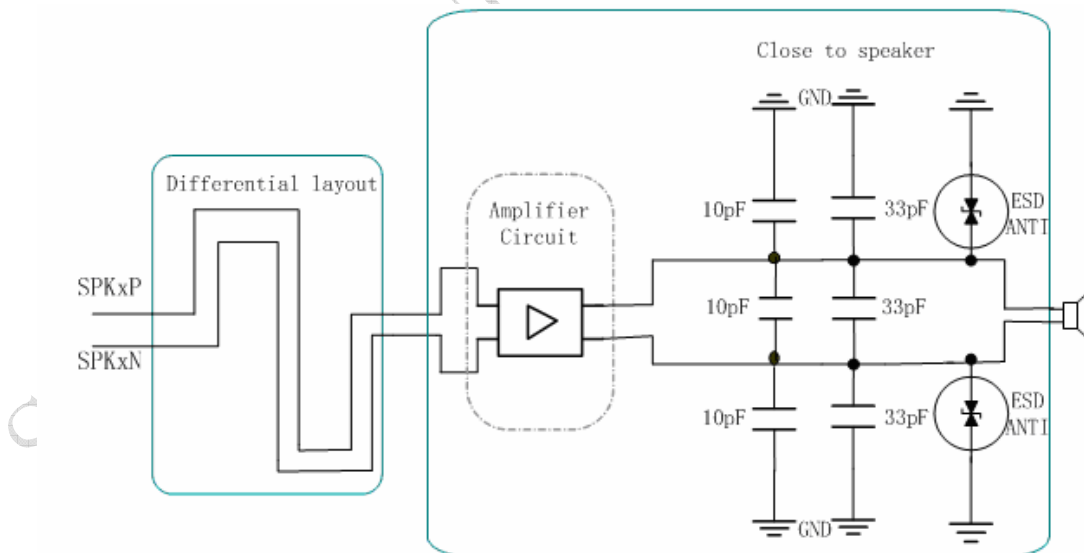 Close to speaker
GND
Differential layout
10pF
33pF
ESD
ANTI
Amplifier
Circuit
SPKxP
10pF
33pF
SPKxN
10pF
33pF
ESD
ANTI
GND